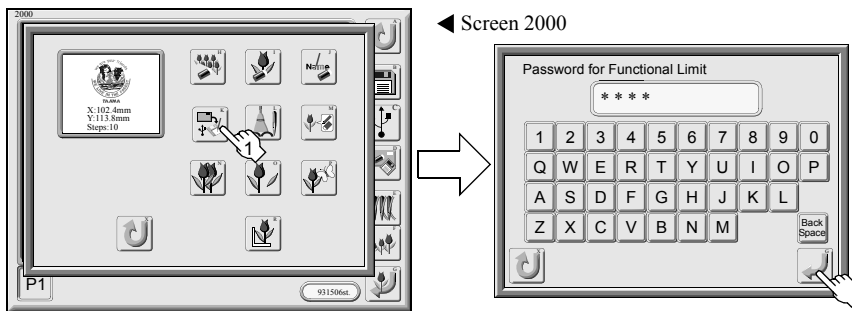 2000
◀ Screen 2000
A
H
I
J
Name
B
TAJIMA
X:102.4mm
Y:113.8mm
Steps:10
K
L
M
C
1
D
N
O
P
E
F
S
R
P1
931506st.
G
Password for Functional Limit
* * * *
1 2 3 4 5 6 7 8 9 0
Q W E R T Y U I O P
A S D F G H J K L
Z X C V B N M
Back
Space